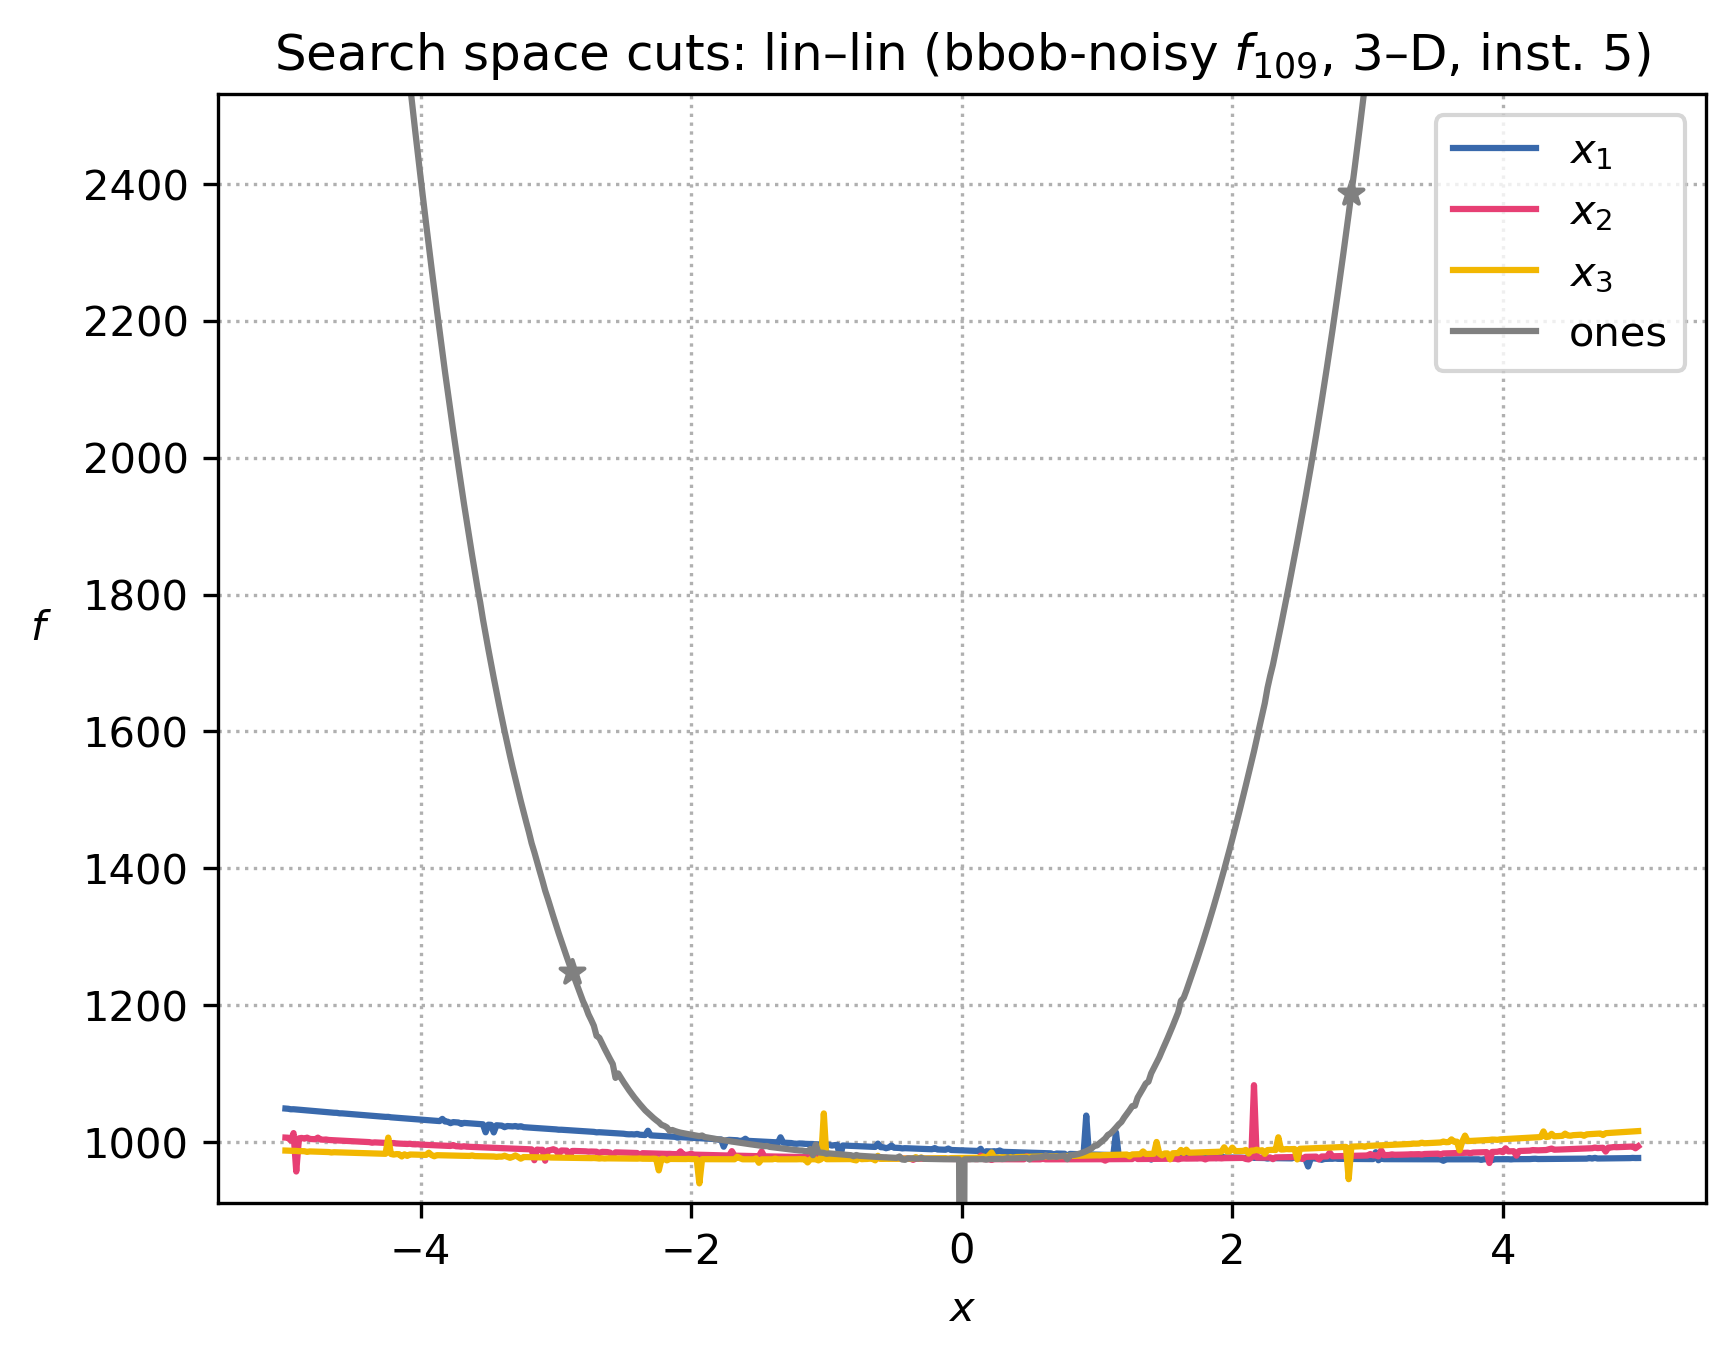 Search space cuts: lin–lin (bbob-noisy f₁₀₉, 3–D, inst. 5)
x₁
x₂
x₃
ones
2400
2200
2000
1800
1600
1400
1200
1000
f
−4 −2 0 2 4
x